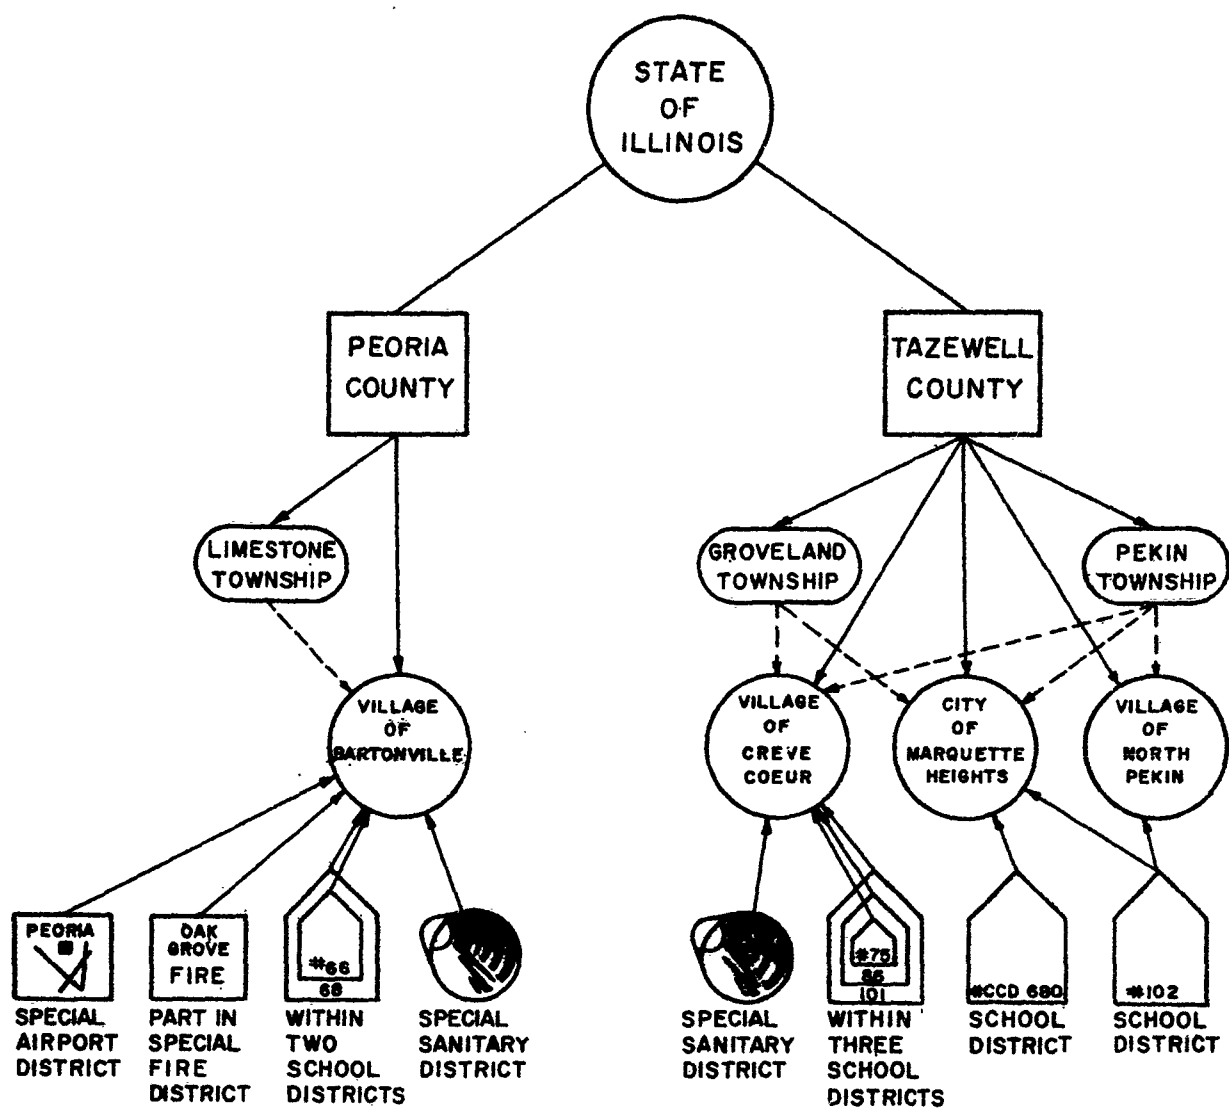 STATE
OF
ILLINOIS
PEORIA
COUNTY
TAZEWELL
COUNTY
LIMESTONE
TOWNSHIP
GROVELAND
TOWNSHIP
PEKIN
TOWNSHIP
VILLAGE
OF
BARTONVILLE
VILLAGE
OF
CREVE
COEUR
CITY
OF
MARQUETTE
HEIGHTS
VILLAGE
OF
NORTH
PEKIN
PEORIA
OAK
GROVE
FIRE
#66
68
#75
86
101
#CCD 680
#102
SPECIAL
AIRPORT
DISTRICT
PART IN
SPECIAL
FIRE
DISTRICT
WITHIN
TWO
SCHOOL
DISTRICTS
SPECIAL
SANITARY
DISTRICT
SPECIAL
SANITARY
DISTRICT
WITHIN
THREE
SCHOOL
DISTRICTS
SCHOOL
DISTRICT
SCHOOL
DISTRICT